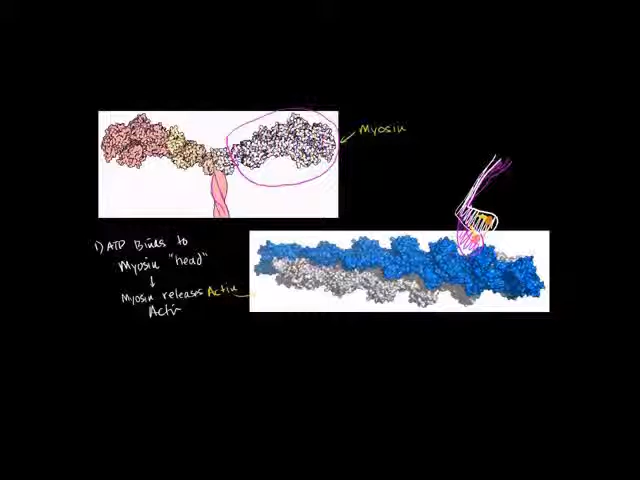 Myosin
1) ATP Binds to
Myosin "head"
↓
Myosin releases
Actin
Actin